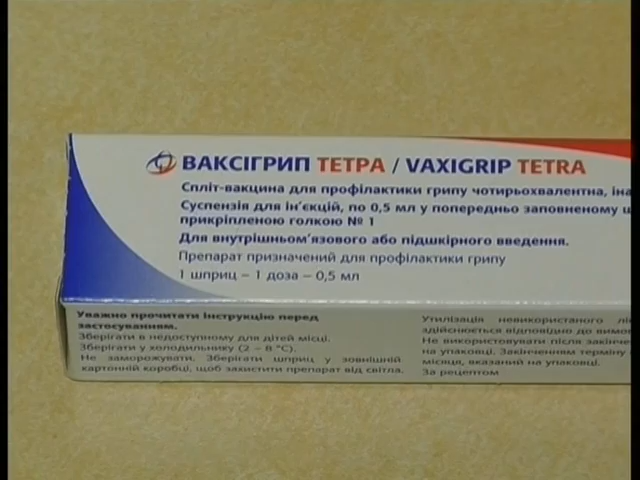 ВАКСІГРИП ТЕТРА / VAXIGRIP TETRA
Спліт-вакцина для профілактики грипу чотирьохвалентна, іна
Суспензія для ін'єкцій, по 0,5 мл у попередньо заповненому ш
прикріпленою голкою № 1
Для внутрішньом'язового або підшкірного введення.
Препарат призначений для профілактики грипу
1 шприц – 1 доза – 0,5 мл
Уважно прочитати інструкцію перед
застосуванням.
Зберігати в недоступному для дітей місці.
Зберігати у холодильнику (2 – 8 °C).
Не заморожувати. Зберігати шприц у зовнішній
картонній коробці, щоб захистити препарат від світла.
Утилізація невикористаного лі
здійснюється відповідно до вимо
Не використовувати після закінче
на упаковці. Закінченням терміну
місяця, вказаний на упаковці.
За рецептом